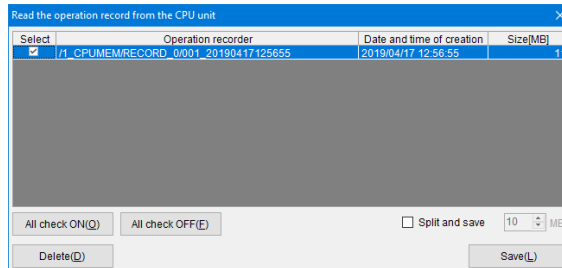 Read the operation record from the CPU unit
Select Operation recorder Date and time of creation Size[MB]
/1_CPUMEM/RECORD_0/001_20190417125655 2019/04/17 12:56:55
All check ON(O) All check OFF(F) Split and save 10
Delete(D) Save(L)